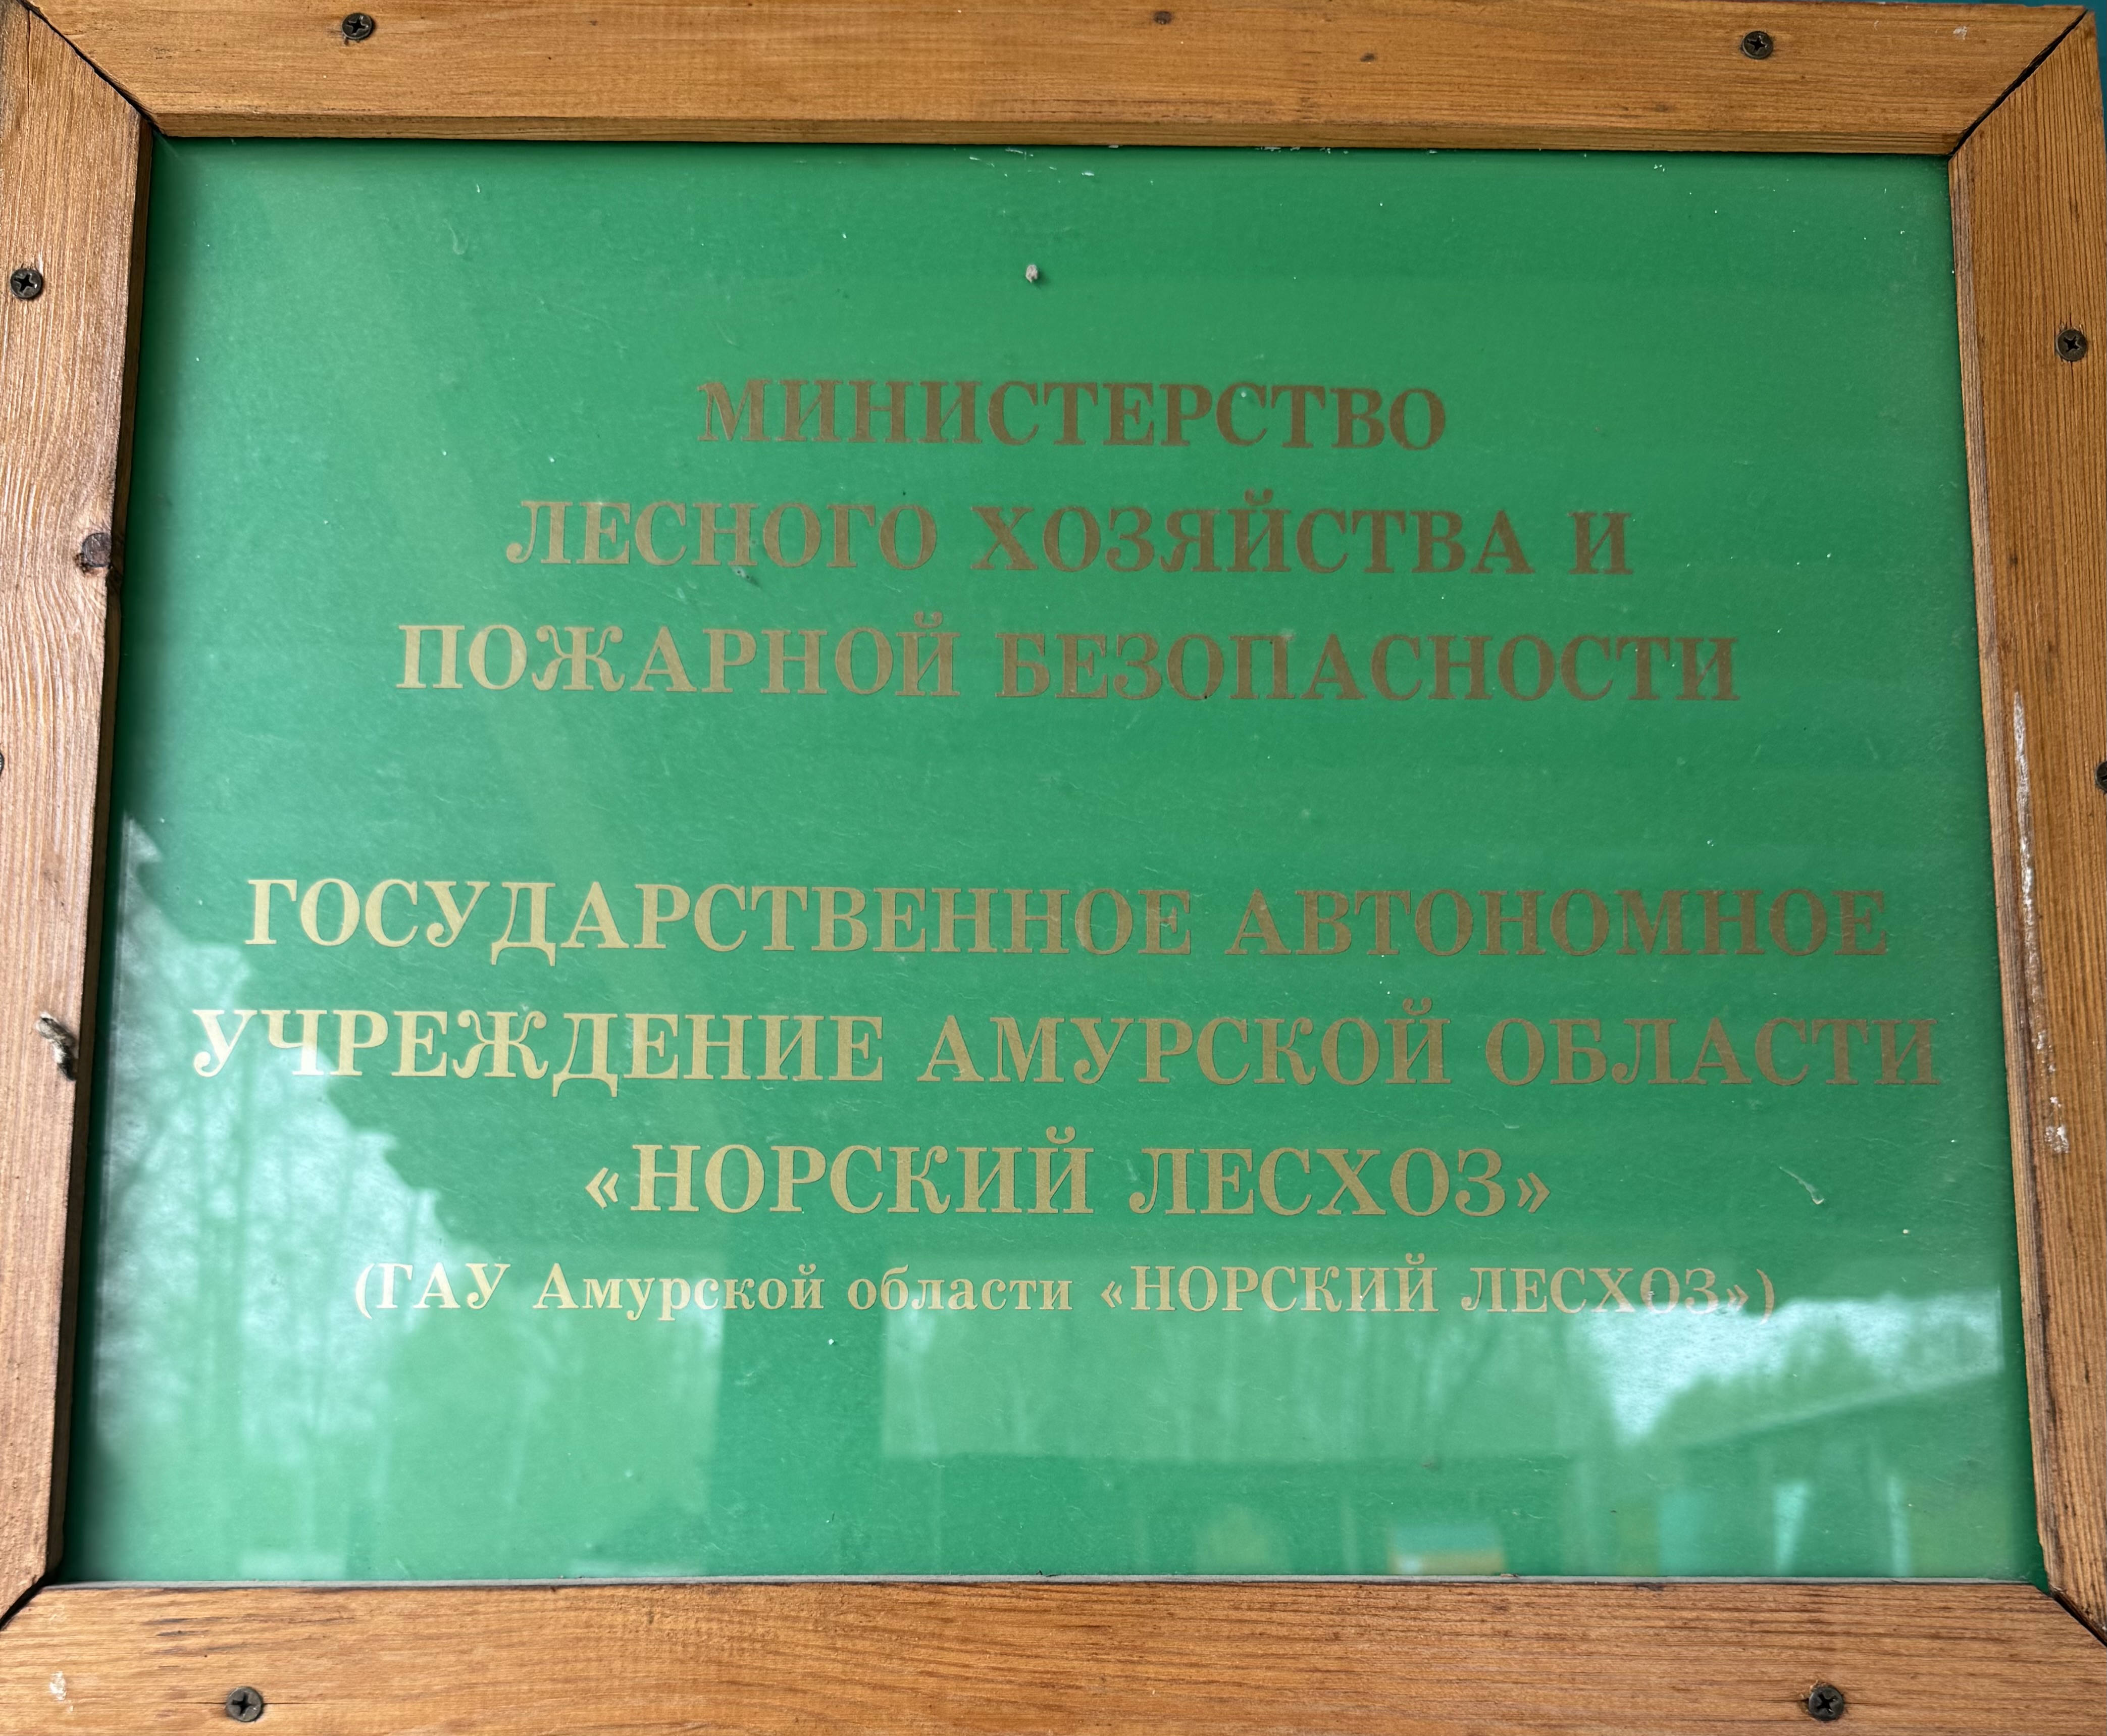 МИНИСТЕРСТВО
ЛЕСНОГО ХОЗЯЙСТВА И
ПОЖАРНОЙ БЕЗОПАСНОСТИ
ГОСУДАРСТВЕННОЕ АВТОНОМНОЕ
УЧРЕЖДЕНИЕ АМУРСКОЙ ОБЛАСТИ
«НОРСКИЙ ЛЕСХОЗ»
(ГАУ Амурской области «НОРСКИЙ ЛЕСХОЗ»)